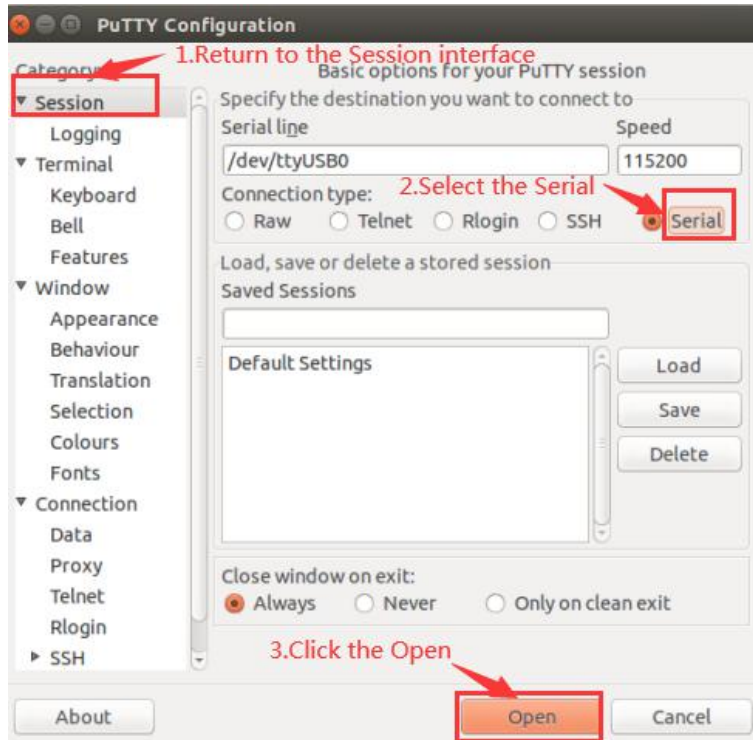 PuTTY Configuration
1.Return to the Session interface
Category:
Basic options for your PuTTY session
Session
Specify the destination you want to connect to
Logging
Serial line
Speed
Terminal
/dev/ttyUSB0
115200
Keyboard
Connection type:
2.Select the Serial
Bell
Raw
Telnet
Rlogin
SSH
Serial
Features
Load, save or delete a stored session
Window
Saved Sessions
Appearance
Behaviour
Default Settings
Load
Translation
Selection
Save
Colours
Delete
Fonts
Connection
Data
Proxy
Close window on exit:
Telnet
Always
Never
Only on clean exit
Rlogin
SSH
3.Click the Open
About
Open
Cancel